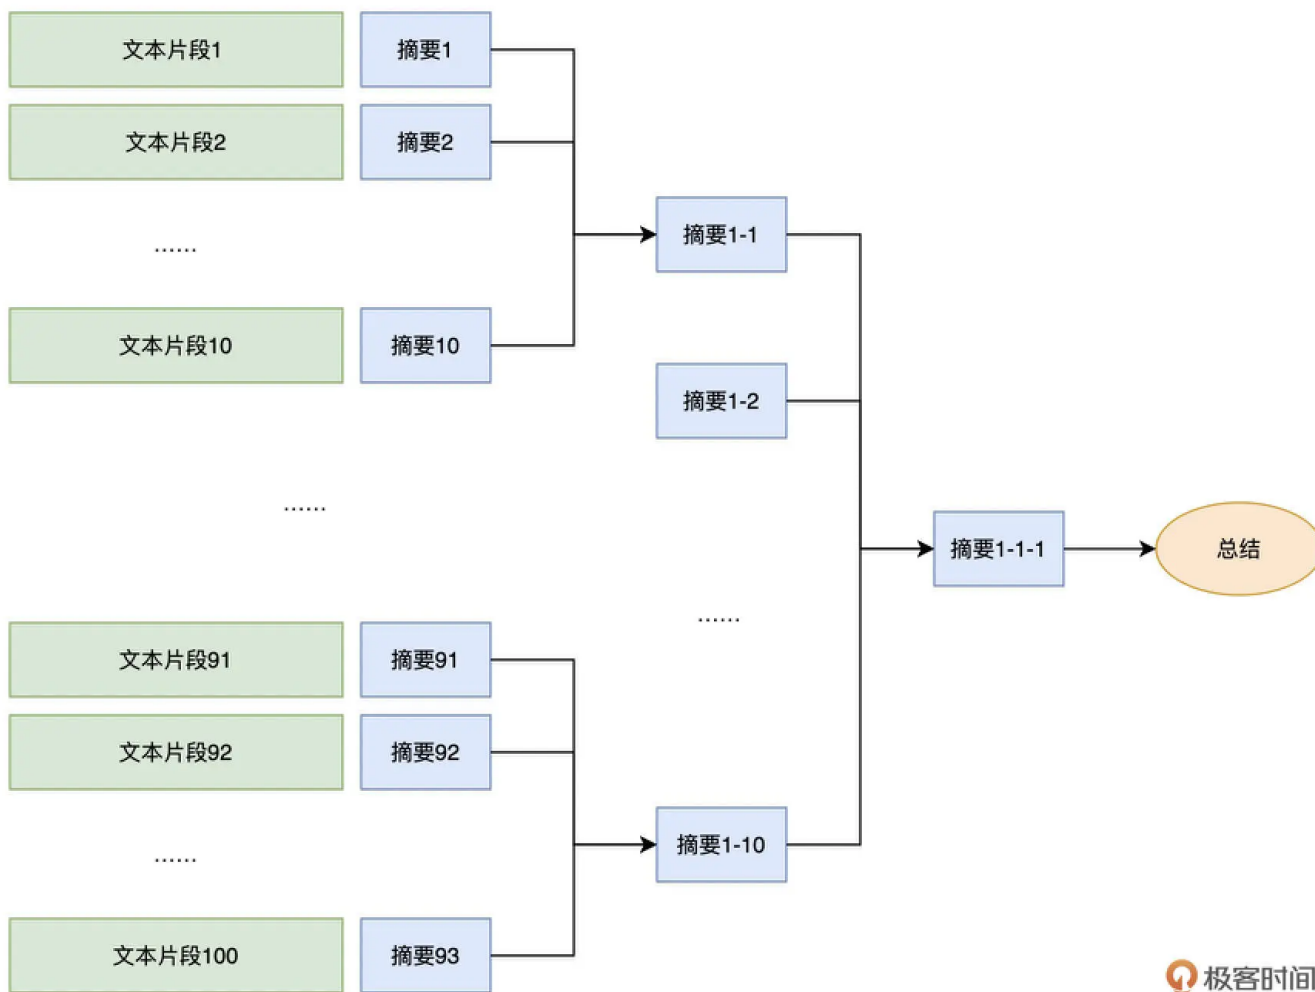 文本片段1 摘要1
文本片段2 摘要2
摘要1-1
......
文本片段10 摘要10
摘要1-2
......
摘要1-1-1 总结
......
文本片段91 摘要91
文本片段92 摘要92
摘要1-10
......
文本片段100 摘要93
极客时间